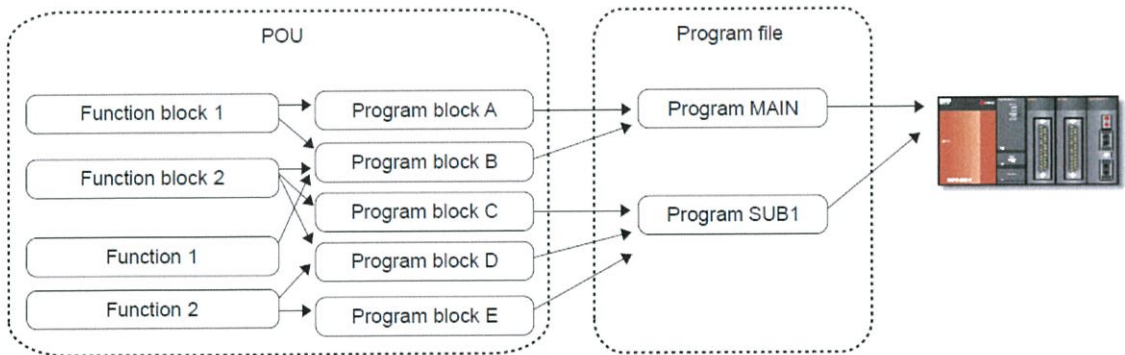 POU
Program file
Function block 1
Function block 2
Function 1
Function 2
Program block A
Program block B
Program block C
Program block D
Program block E
Program MAIN
Program SUB1